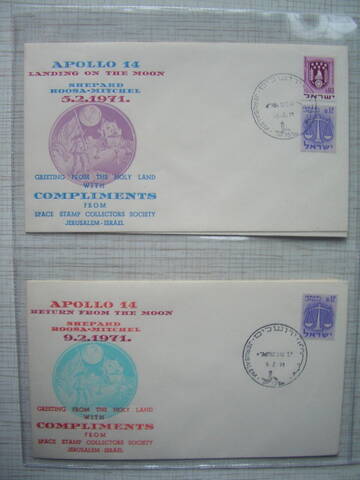 APOLLO 14
LANDING ON THE MOON
SHEPARD
ROOSA-MITCHEL
5.2.1971.
GREETING FROM THE HOLY LAND
WITH
COMPLIMENTS
FROM
SPACE STAMP COLLECTORS SOCIETY
JERUSALEM-ISRAEL
ישראל
ישראל
ירושלים
APOLLO 14
RETURN FROM THE MOON
SHEPARD
ROOSA-MITCHEL
9.2.1971.
GREETING FROM THE HOLY LAND
WITH
COMPLIMENTS
FROM
SPACE STAMP COLLECTORS SOCIETY
JERUSALEM-ISRAEL
ישראל
ירושלים